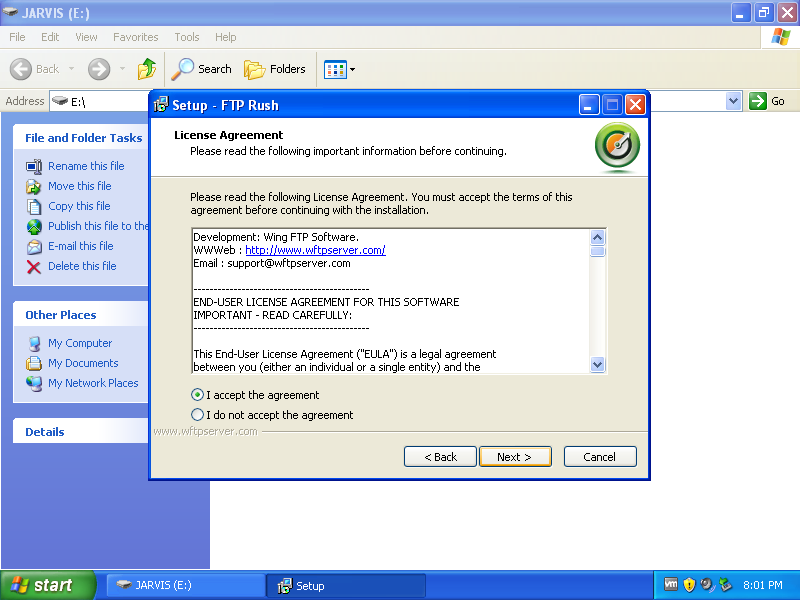 JARVIS (E:)
File Edit View Favorites Tools Help
Back Search Folders
Address E:\ Go
File and Folder Tasks
Rename this file
Move this file
Copy this file
Publish this file to the
E-mail this file
Delete this file
Other Places
My Computer
My Documents
My Network Places
Details
Setup - FTP Rush
License Agreement
Please read the following important information before continuing.
Please read the following License Agreement. You must accept the terms of this
agreement before continuing with the installation.
Development: Wing FTP Software.
WWWeb : http://www.wftpserver.com/
Email : support@wftpserver.com
------------------------------------------
END-USER LICENSE AGREEMENT FOR THIS SOFTWARE
IMPORTANT - READ CAREFULLY:
------------------------------------------
This End-User License Agreement ("EULA") is a legal agreement
between you (either an individual or a single entity) and the
I accept the agreement
I do not accept the agreement
www.wftpserver.com
< Back Next > Cancel
start JARVIS (E:) Setup vm 8:01 PM